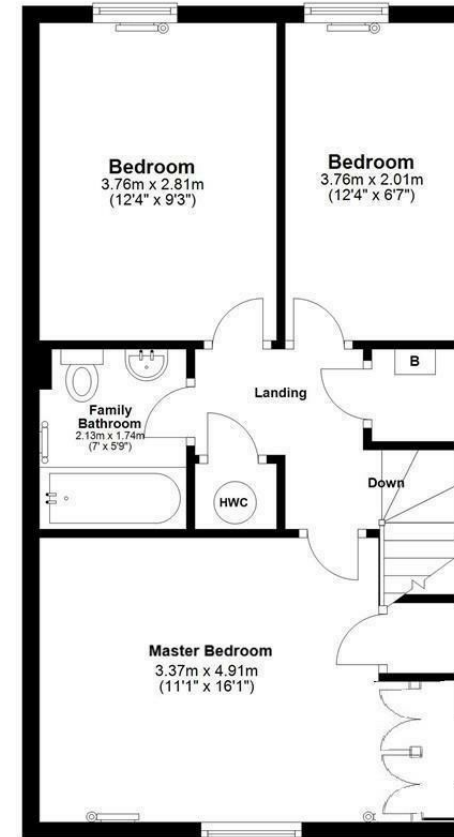 Bedroom
3.76m x 2.81m
(12'4" x 9'3")
Bedroom
3.76m x 2.01m
(12'4" x 6'7")
B
Landing
Family
Bathroom
2.13m x 1.74m
(7' x 5'9")
Down
HWC
Master Bedroom
3.37m x 4.91m
(11'1" x 16'1")